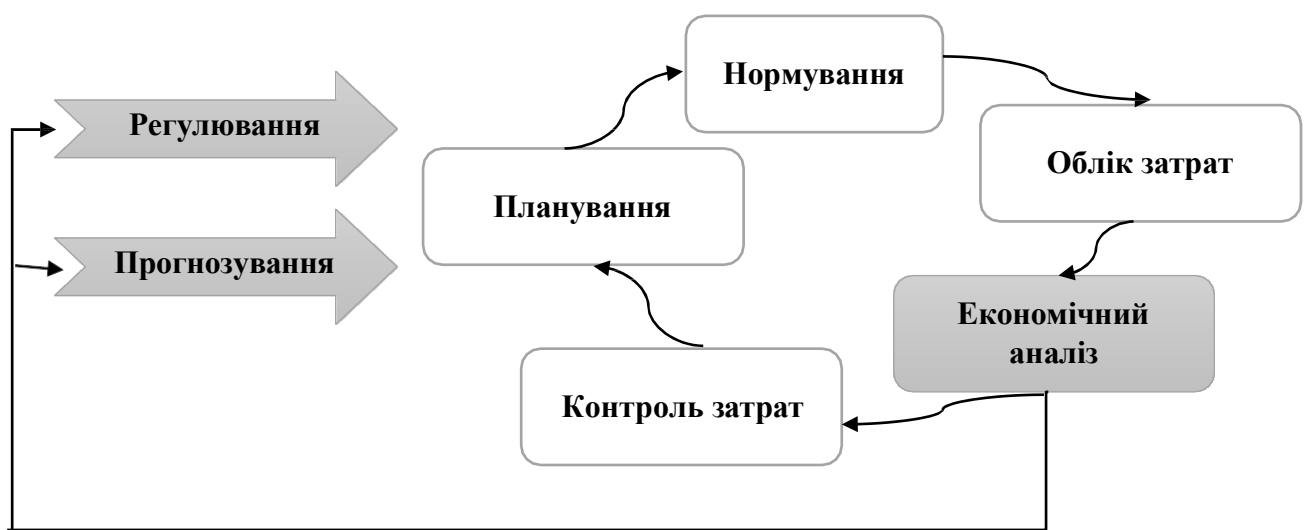 Нормування
Регулювання
Облік затрат
Планування
Прогнозування
Економічний
аналіз
Контроль затрат